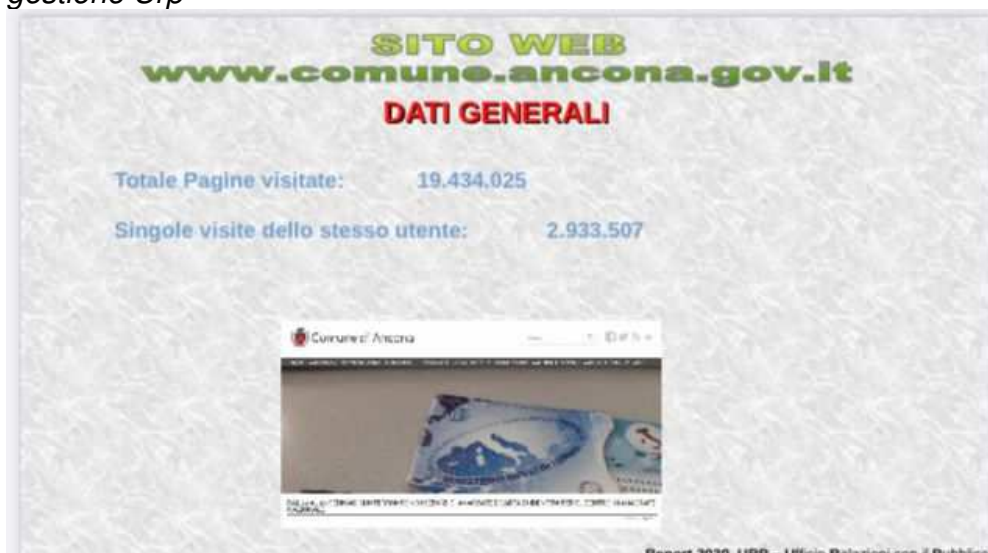 gestione Urp
SITO WEB
www.comune.ancona.gov.it
DATI GENERALI
Totale Pagine visitate: 19.434.025
Singole visite dello stesso utente: 2.933.507
Comune di Ancona
Report 2020 URP – Ufficio Relazioni con il Pubblico